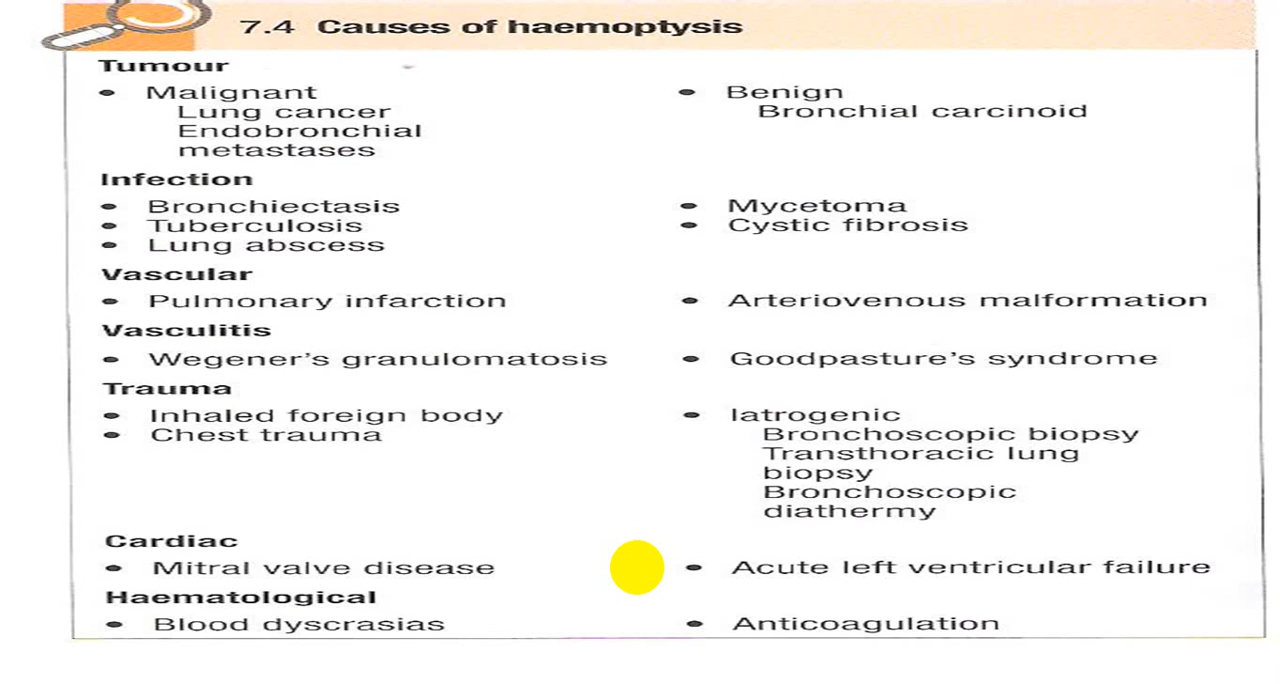 7.4 Causes of haemoptysis
Tumour
• Malignant
Lung cancer
Endobronchial
metastases
• Benign
Bronchial carcinoid
Infection
• Bronchiectasis
• Tuberculosis
• Lung abscess
• Mycetoma
• Cystic fibrosis
Vascular
• Pulmonary infarction
• Arteriovenous malformation
Vasculitis
• Wegener's granulomatosis
• Goodpasture's syndrome
Trauma
• Inhaled foreign body
• Chest trauma
• Iatrogenic
Bronchoscopic biopsy
Transthoracic lung
biopsy
Bronchoscopic
diathermy
Cardiac
• Mitral valve disease
• Acute left ventricular failure
Haematological
• Blood dyscrasias
• Anticoagulation